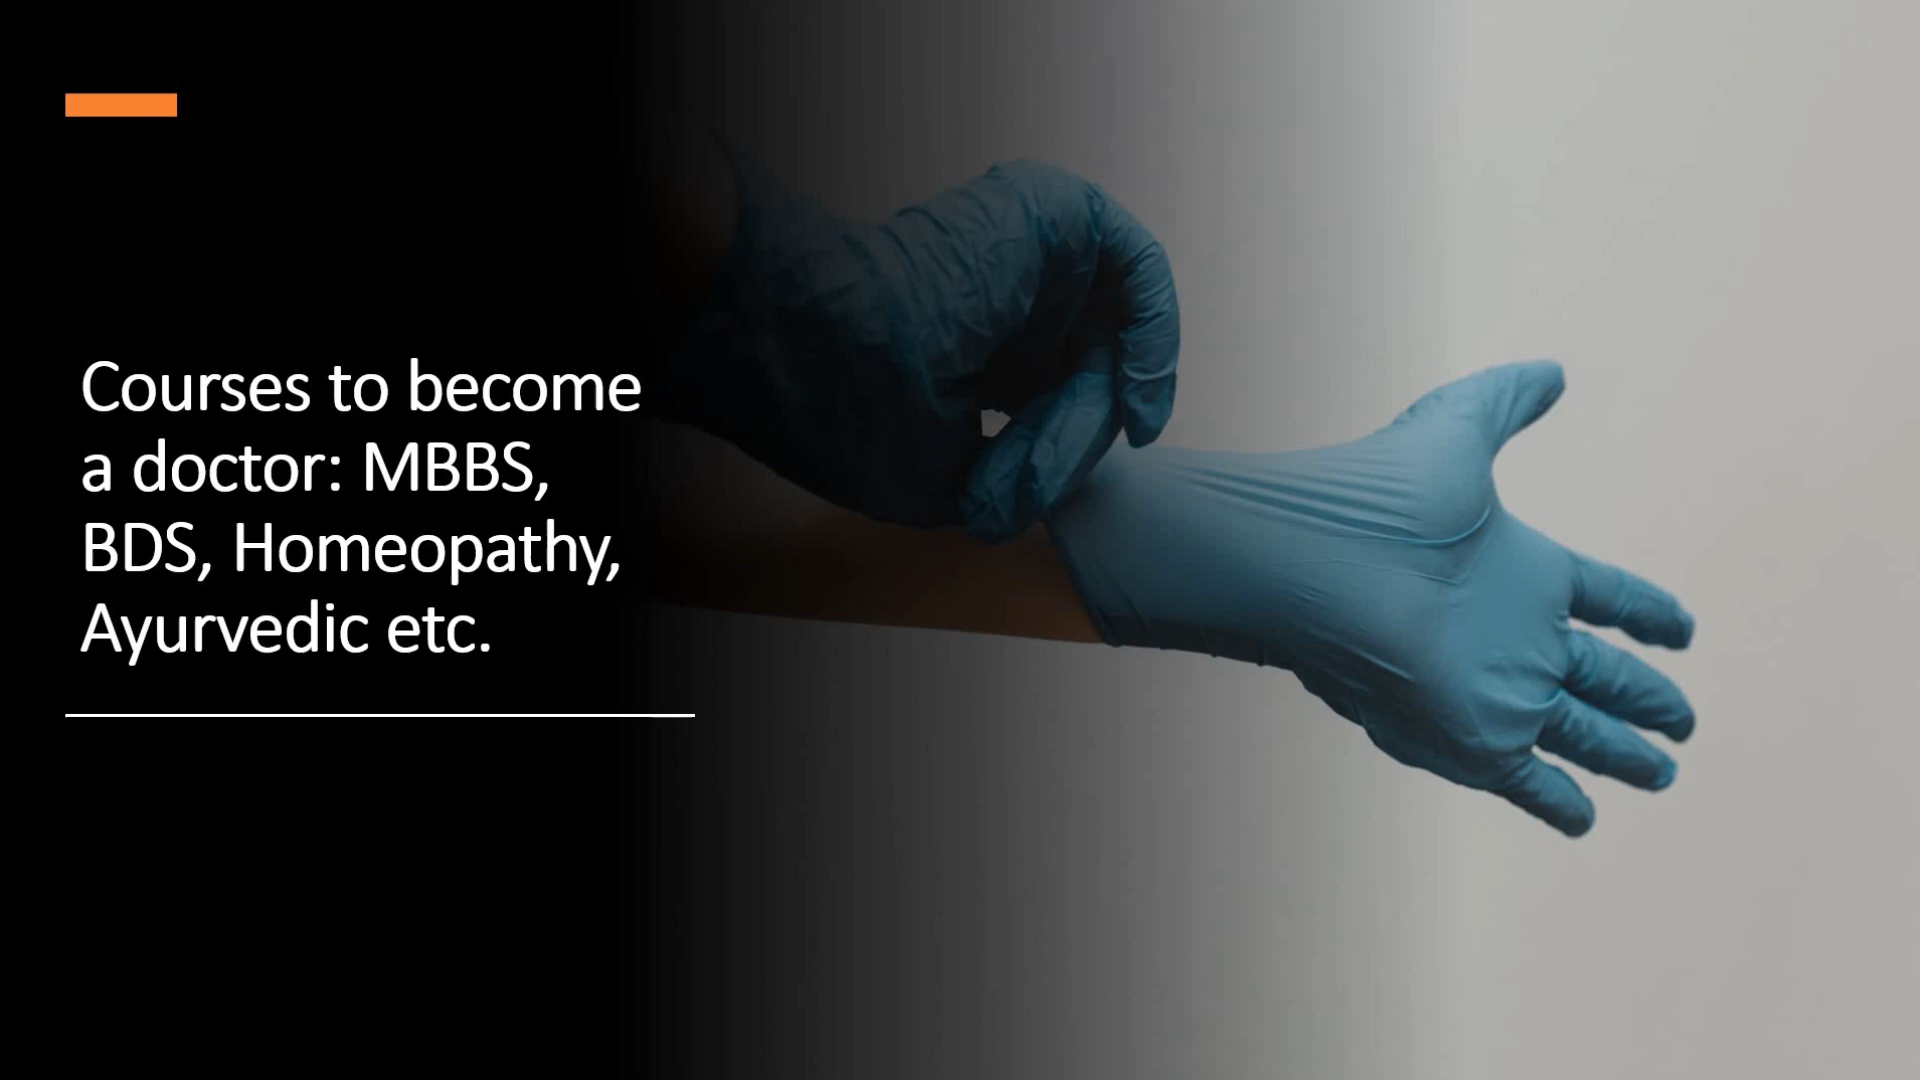 Courses to become
a doctor: MBBS,
BDS, Homeopathy,
Ayurvedic etc.